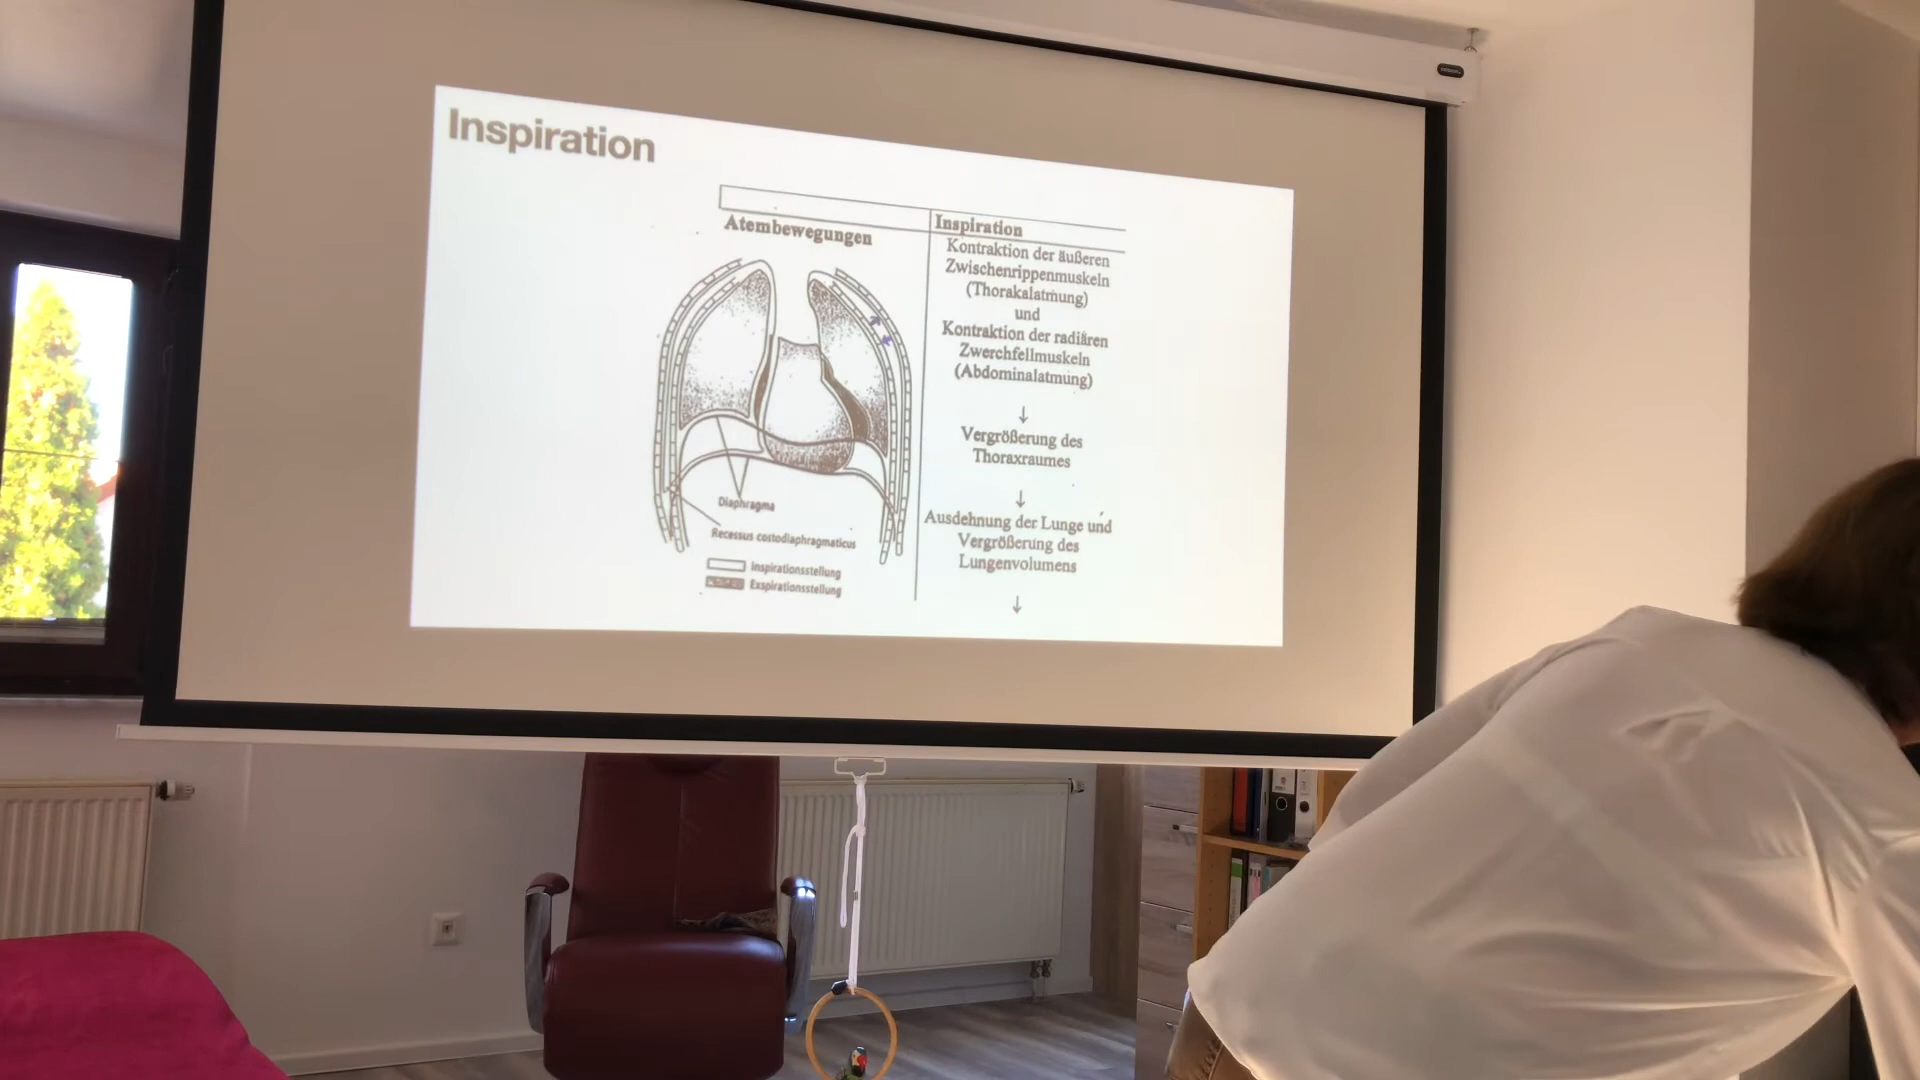 Inspiration
Atembewegungen
Inspiration
Kontraktion der äußeren
Zwischenrippenmuskeln
(Thorakalatmung)
und
Kontraktion der radiären
Zwerchfellmuskeln
(Abdominalatmung)
↓
Vergrößerung des
Thoraxraumes
↓
Ausdehnung der Lunge und
Vergrößerung des
Lungenvolumens
↓
Diaphragma
Recessus costodiaphragmaticus
Inspirationsstellung
Exspirationsstellung